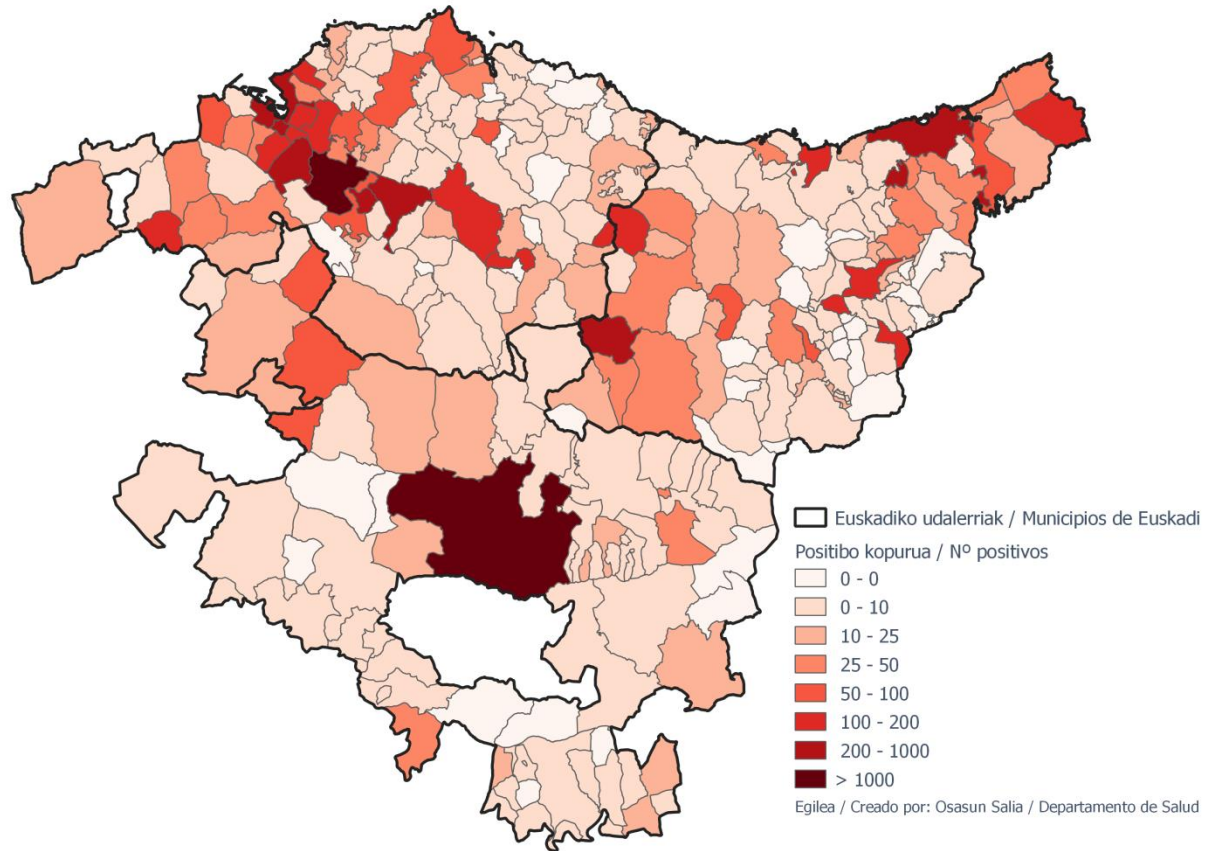 Euskadiko udalerriak / Municipios de Euskadi
Positibo kopurua / Nº positivos
0 - 0
0 - 10
10 - 25
25 - 50
50 - 100
100 - 200
200 - 1000
> 1000
Egilea / Creado por: Osasun Salia / Departamento de Salud